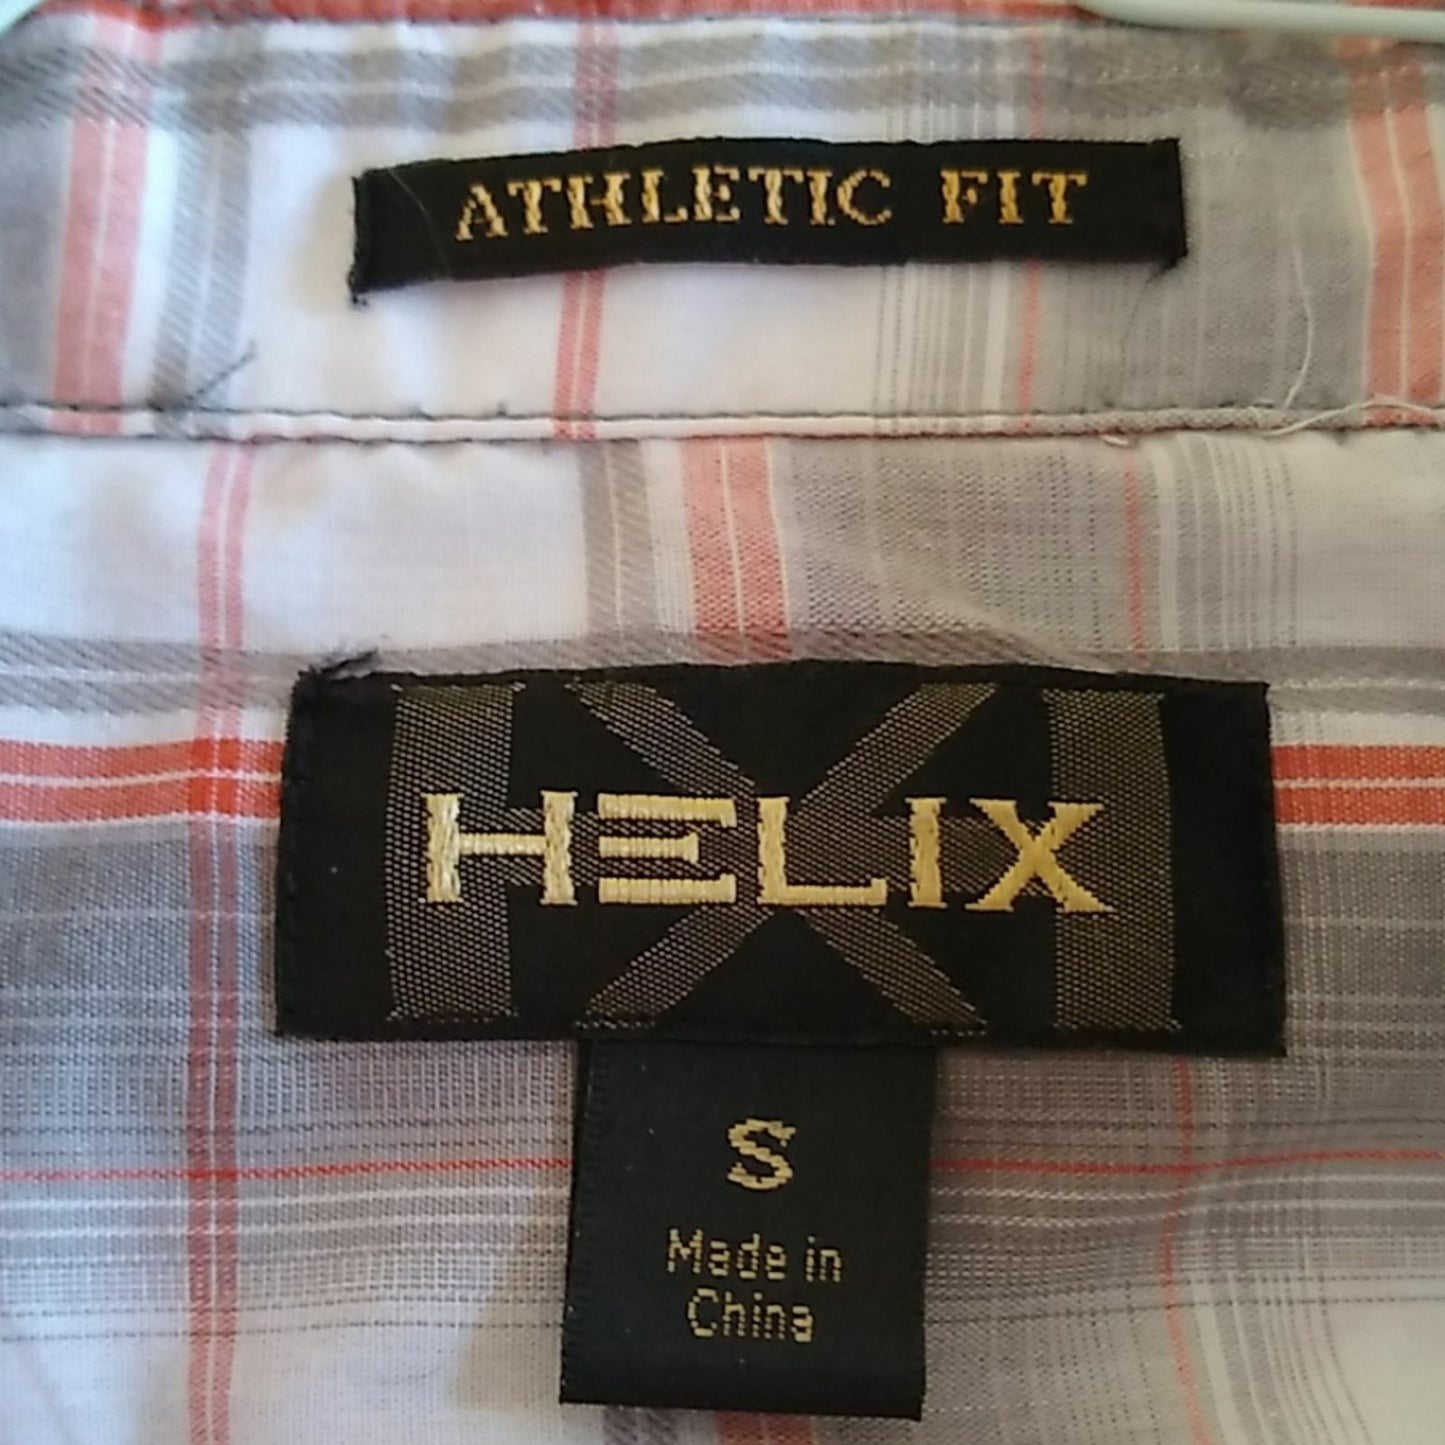 ATHLETIC FIT
HELIX
S
Made in
China